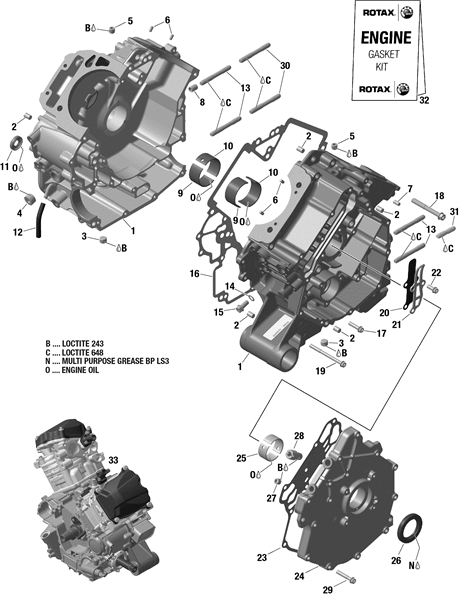 ROTAX
ENGINE
GASKET
KIT
ROTAX
32
B
5
6
8
C
13
C
30
2
11
O
B
4
12
3
B
1
10
9
O
10
9
O
6
2
5
B
7
18
2
C
13
31
C
16
14
15
2
1
3
B
19
17
20
21
22
B .... LOCTITE 243
C .... LOCTITE 648
N .... MULTI PURPOSE GREASE BP LS3
O .... ENGINE OIL
33
25
O
28
B
27
23
24
29
26
N